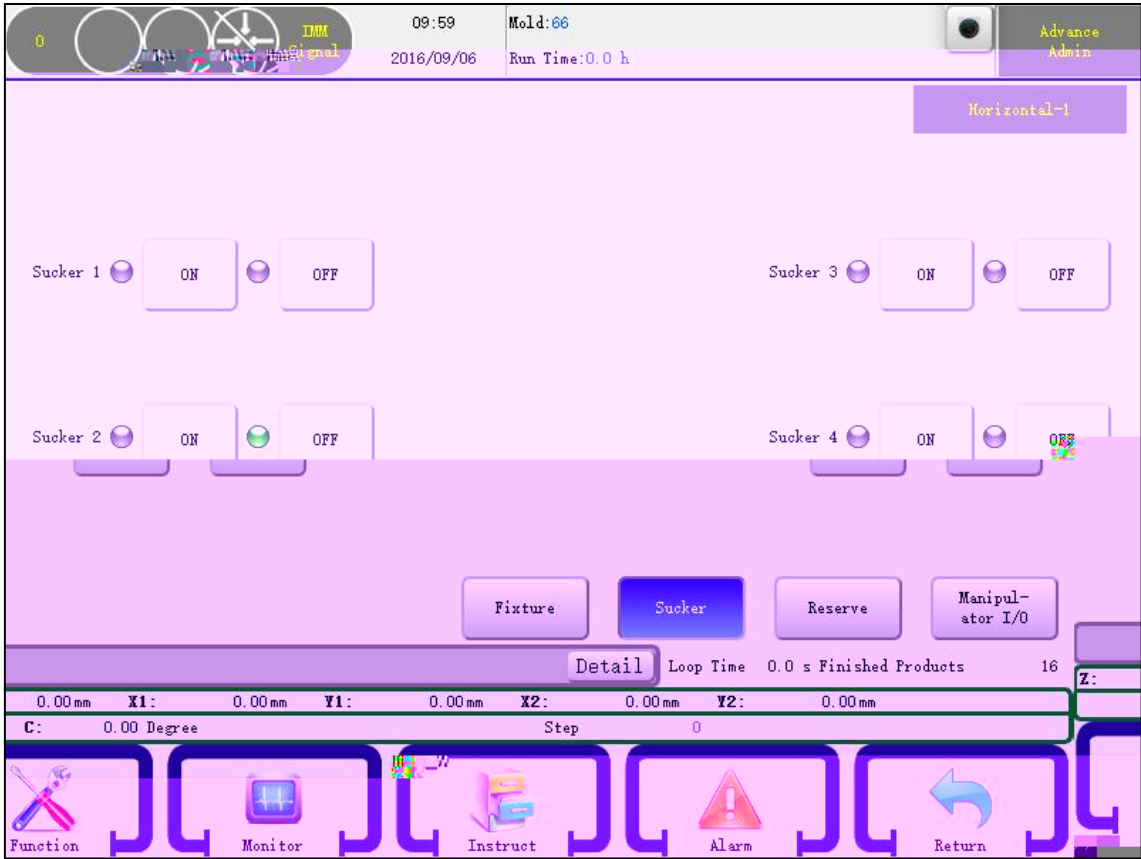 0
IMM
Signal
09:59
2016/09/06
Mold:66
Run Time:0.0 h
Advance
Admin
Horizontal-1
Sucker 1 ON OFF
Sucker 3 ON OFF
Sucker 2 ON OFF
Sucker 4 ON OFF
Fixture
Sucker
Reserve
Manipul-
ator I/O
Detail Loop Time 0.0 s Finished Products 16
Z:
0.00mm X1: 0.00mm Y1: 0.00mm X2: 0.00mm Y2: 0.00mm
C: 0.00 Degree Step 0
Function
Monitor
Instruct
Alarm
Return